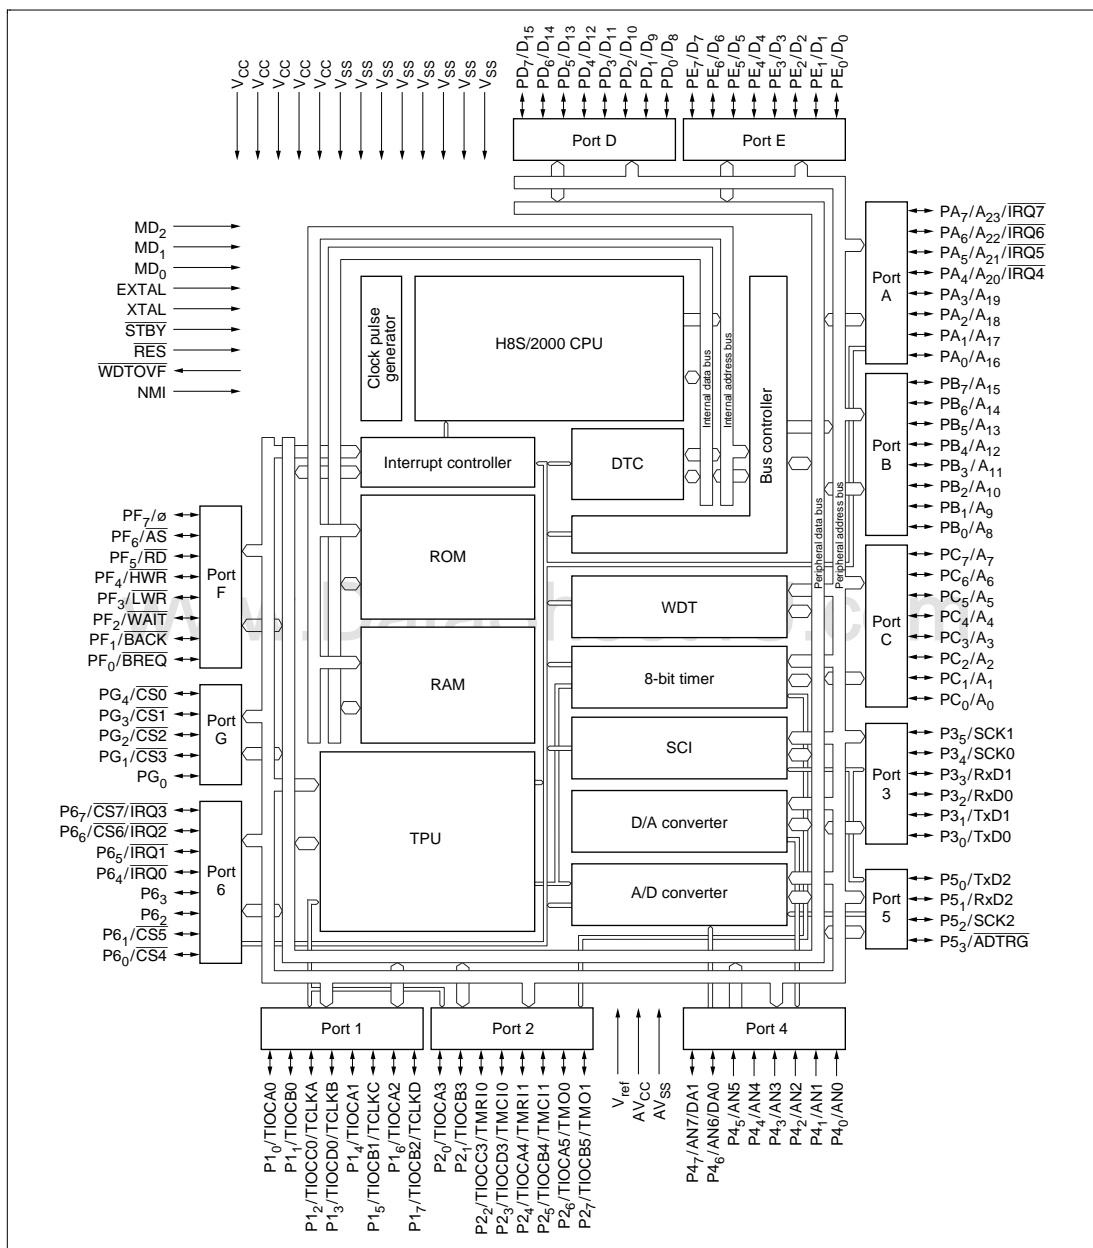 VCC
VCC
VCC
VCC
VCC
VSS
VSS
VSS
VSS
VSS
VSS
VSS
VSS
PD7/D15
PD6/D14
PD5/D13
PD4/D12
PD3/D11
PD2/D10
PD1/D9
PD0/D8
PE7/D7
PE6/D6
PE5/D5
PE4/D4
PE3/D3
PE2/D2
PE1/D1
PE0/D0
Port D
Port E
MD2
MD1
MD0
EXTAL
XTAL
STBY
RES
WDTOVF
NMI
Clock pulse
generator
H8S/2000 CPU
Internal data bus
Internal address bus
Bus controller
Interrupt controller
DTC
Peripheral data bus
Peripheral address bus
Port
A
PA7/A23/IRQ7
PA6/A22/IRQ6
PA5/A21/IRQ5
PA4/A20/IRQ4
PA3/A19
PA2/A18
PA1/A17
PA0/A16
Port
B
PB7/A15
PB6/A14
PB5/A13
PB4/A12
PB3/A11
PB2/A10
PB1/A9
PB0/A8
PF7/ø
PF6/AS
PF5/RD
PF4/HWR
PF3/LWR
PF2/WAIT
PF1/BACK
PF0/BREQ
Port
F
ROM
WDT
Port
C
PC7/A7
PC6/A6
PC5/A5
PC4/A4
PC3/A3
PC2/A2
PC1/A1
PC0/A0
PG4/CS0
PG3/CS1
PG2/CS2
PG1/CS3
PG0
Port
G
RAM
8-bit timer
SCI
Port
3
P35/SCK1
P34/SCK0
P33/RxD1
P32/RxD0
P31/TxD1
P30/TxD0
P67/CS7/IRQ3
P66/CS6/IRQ2
P65/IRQ1
P64/IRQ0
P63
P62
P61/CS5
P60/CS4
Port
6
TPU
D/A converter
A/D converter
Port
5
P50/TxD2
P51/RxD2
P52/SCK2
P53/ADTRG
Port 1
Port 2
Port 4
P10/TIOCA0
P11/TIOCB0
P12/TIOCC0/TCLKA
P13/TIOCD0/TCLKB
P14/TIOCA1
P15/TIOCB1/TCLKC
P16/TIOCA2
P17/TIOCB2/TCLKD
P20/TIOCA3
P21/TIOCB3
P22/TIOCC3/TMRI0
P23/TIOCD3/TMCI0
P24/TIOCA4/TMRI1
P25/TIOCB4/TMCI1
P26/TIOCA5/TMO0
P27/TIOCB5/TMO1
Vref
AVCC
AVSS
P47/AN7/DA1
P46/AN6/DA0
P45/AN5
P44/AN4
P43/AN3
P42/AN2
P41/AN1
P40/AN0